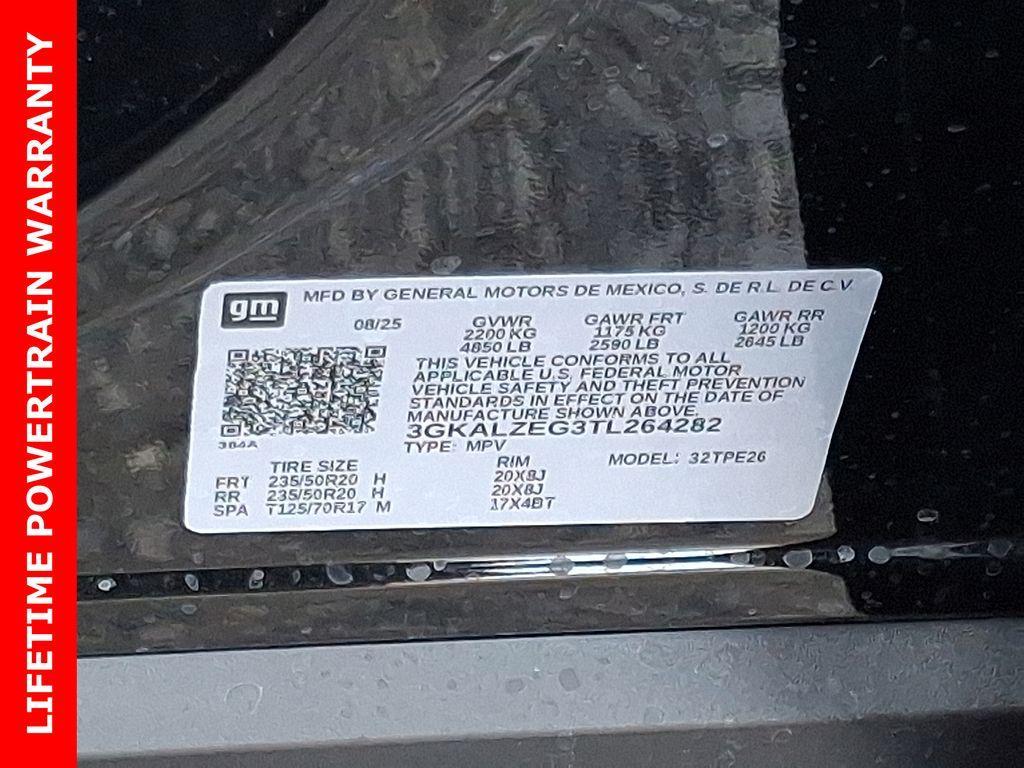 LIFETIME POWERTRAIN WARRANTY
gm MFD BY GENERAL MOTORS DE MEXICO, S. DE R.L. DE C.V.
08/25 GVWR GAWR FRT GAWR RR
2200 KG 1175 KG 1200 KG
4850 LB 2590 LB 2645 LB
THIS VEHICLE CONFORMS TO ALL
APPLICABLE U.S. FEDERAL MOTOR
VEHICLE SAFETY AND THEFT PREVENTION
STANDARDS IN EFFECT ON THE DATE OF
MANUFACTURE SHOWN ABOVE.
3GKALZEG3TL264282
384A
TYPE: MPV
TIRE SIZE RIM MODEL: 32TPE26
FRT 235/50R20 H 20X8J
RR 235/50R20 H 20X8J
SPA T125/70R17 M 17X4BT